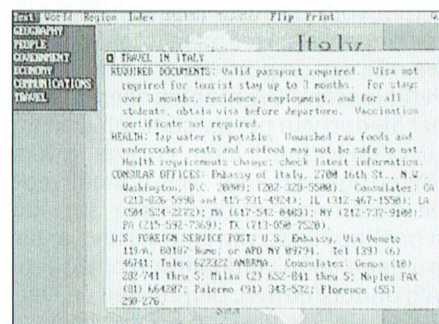 Text World Region Index Flip Print
Italy
GEOGRAPHY
PEOPLE
GOVERNMENT
ECONOMY
COMMUNICATIONS
TRAVEL
TRAVEL IN ITALY
REQUIRED DOCUMENTS: Valid passport required. Visa not
required for tourist stay up to 3 months. For stays
over 3 months, residence, employment, and for all
students, obtain visa before departure. Vaccination
certificate not required.
HEALTH: Tap water is potable. Unwashed raw foods and
undercooked meats and seafood may not be safe to eat.
Health requirements change; check latest information.
CONSULAR OFFICES: Embassy of Italy, 2700 16th St., N.W.,
Washington, D.C. 20009; (202-328-5500). Consulates: CA
(213-826-5998 and 415-931-4924); IL (312-467-1550); LA
(504-524-2272); MA (617-542-0483); NY (212-737-9100);
PA (215-592-7369); TX (713-850-7520).
U.S. FOREIGN SERVICE POST: U.S. Embassy, Via Veneto
119/A, 00187-Rome; or APO NY 09794. Tel [39] (6)
46741; Telex 622322 AMBRMA. Consulates: Genoa (10)
282-741 thru 5; Milan (2) 652-841 thru 5; Naples FAX
(81) 664207; Palermo (91) 343-532; Florence (55)
298-276.